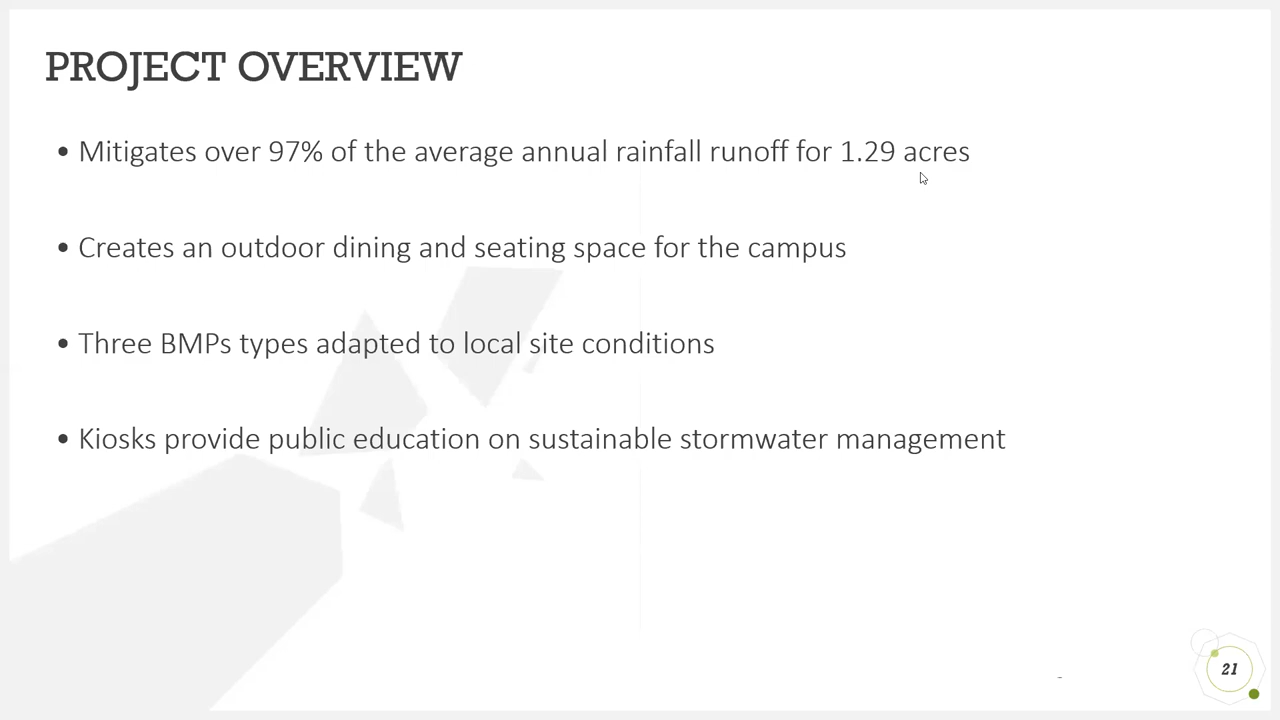 PROJECT OVERVIEW
• Mitigates over 97% of the average annual rainfall runoff for 1.29 acres
• Creates an outdoor dining and seating space for the campus
• Three BMPs types adapted to local site conditions
• Kiosks provide public education on sustainable stormwater management
21